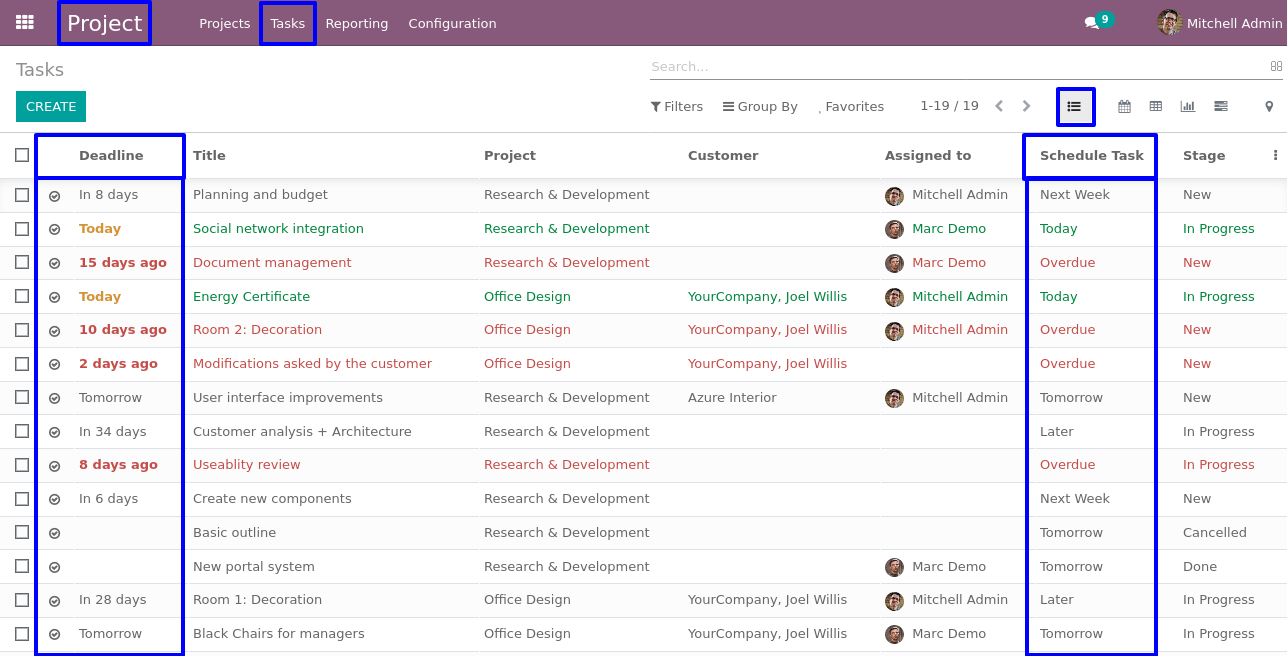 Project Projects Tasks Reporting Configuration 9 Mitchell Admin
Tasks Search...
CREATE Filters Group By Favorites 1-19 / 19
Deadline Title Project Customer Assigned to Schedule Task Stage
In 8 days Planning and budget Research & Development Mitchell Admin Next Week New
Today Social network integration Research & Development Marc Demo Today In Progress
15 days ago Document management Research & Development Marc Demo Overdue New
Today Energy Certificate Office Design YourCompany, Joel Willis Mitchell Admin Today In Progress
10 days ago Room 2: Decoration Office Design YourCompany, Joel Willis Mitchell Admin Overdue New
2 days ago Modifications asked by the customer Office Design YourCompany, Joel Willis Overdue New
Tomorrow User interface improvements Research & Development Azure Interior Mitchell Admin Tomorrow New
In 34 days Customer analysis + Architecture Research & Development Later In Progress
8 days ago Useablity review Research & Development Overdue In Progress
In 6 days Create new components Research & Development Next Week New
Basic outline Research & Development Tomorrow Cancelled
New portal system Research & Development Marc Demo Tomorrow Done
In 28 days Room 1: Decoration Office Design YourCompany, Joel Willis Mitchell Admin Later In Progress
Tomorrow Black Chairs for managers Office Design YourCompany, Joel Willis Marc Demo Tomorrow In Progress